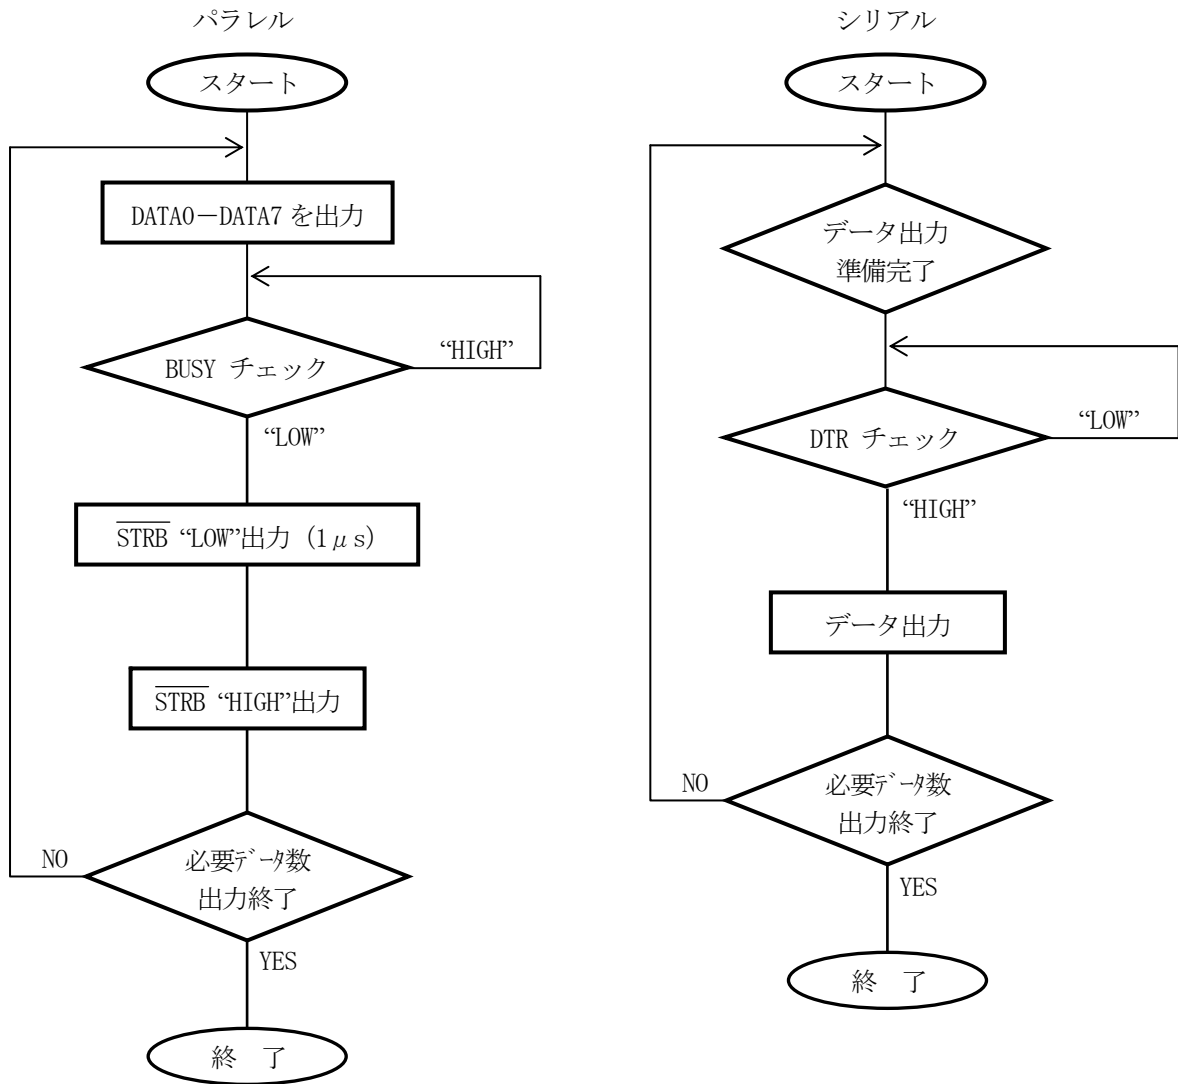 パラレル
スタート
DATA0－DATA7 を出力
BUSY チェック
“HIGH”
“LOW”
S̅T̅R̅B̅ “LOW”出力 (1μs)
S̅T̅R̅B̅ “HIGH”出力
NO
必要データ数
出力終了
YES
終　了
シリアル
スタート
データ出力
準備完了
DTR チェック
“LOW”
“HIGH”
データ出力
NO
必要データ数
出力終了
YES
終　了